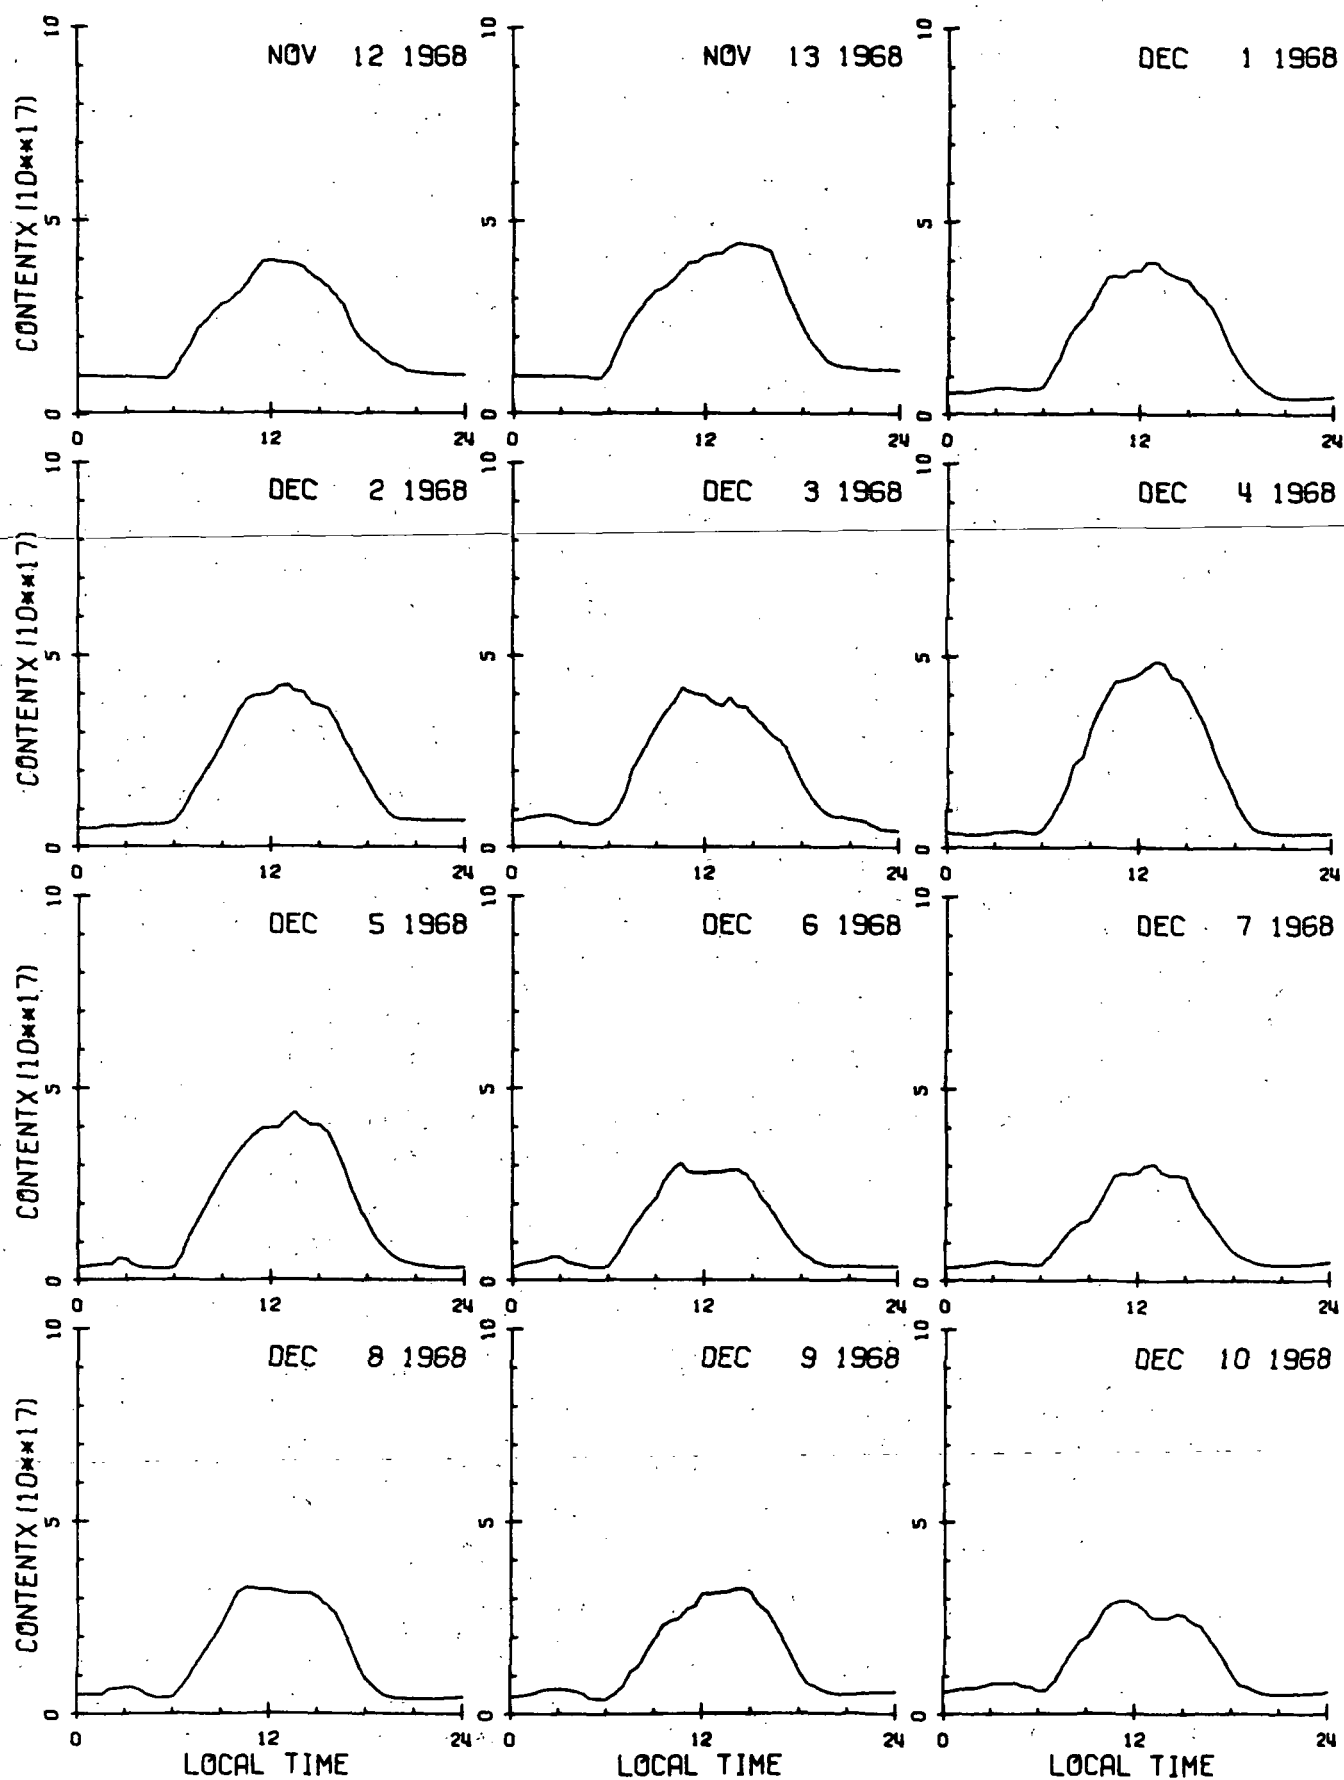 NOV 12 1968
NOV 13 1968
DEC 1 1968
CONTENTX (10**17)
10
5
0
0 12 24
10
5
0
0 12 24
10
5
0
0 12 24
DEC 2 1968
DEC 3 1968
DEC 4 1968
CONTENTX (10**17)
10
5
0
0 12 24
10
5
0
0 12 24
10
5
0
0 12 24
DEC 5 1968
DEC 6 1968
DEC 7 1968
CONTENTX (10**17)
10
5
0
0 12 24
10
5
0
0 12 24
10
5
0
0 12 24
DEC 8 1968
DEC 9 1968
DEC 10 1968
CONTENTX (10**17)
10
5
0
0 12 24
10
5
0
0 12 24
10
5
0
0 12 24
LOCAL TIME
LOCAL TIME
LOCAL TIME